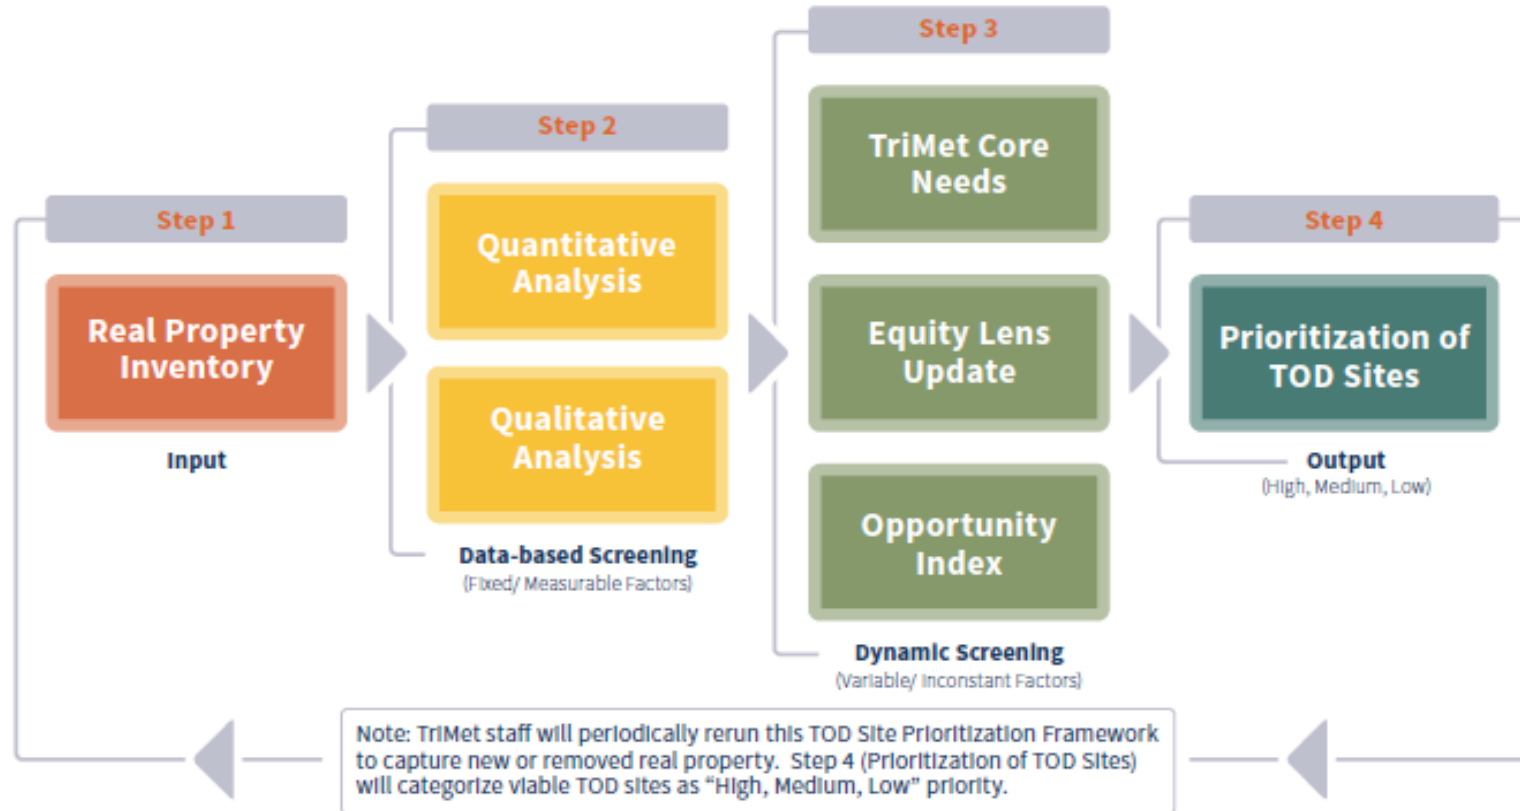 Step 1
Real Property
Inventory
Input
Step 2
Quantitative
Analysis
Qualitative
Analysis
Data-based Screening
(Fixed/ Measurable Factors)
Step 3
TriMet Core
Needs
Equity Lens
Update
Opportunity
Index
Dynamic Screening
(Variable/ Inconstant Factors)
Step 4
Prioritization of
TOD Sites
Output
(High, Medium, Low)
Note: TriMet staff will periodically rerun this TOD Site Prioritization Framework
to capture new or removed real property.  Step 4 (Prioritization of TOD Sites)
will categorize viable TOD sites as “High, Medium, Low” priority.